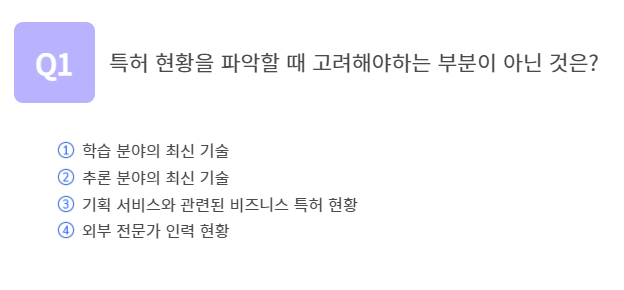 Q1
특허 현황을 파악할 때 고려해야하는 부분이 아닌 것은?
① 학습 분야의 최신 기술
② 추론 분야의 최신 기술
③ 기획 서비스와 관련된 비즈니스 특허 현황
④ 외부 전문가 인력 현황